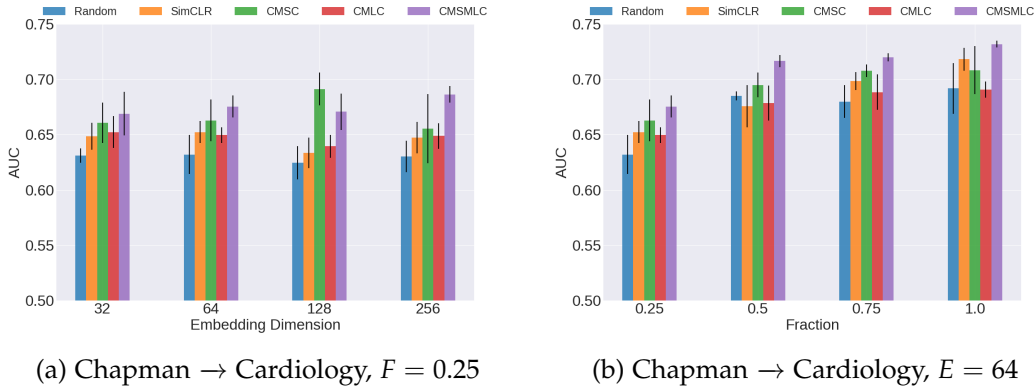 Random SimCLR CMSC CMLC CMSMLC
0.75
0.70
0.65
0.60
0.55
0.50
AUC
32 64 128 256
Embedding Dimension
(a) Chapman → Cardiology, F = 0.25
Random SimCLR CMSC CMLC CMSMLC
0.75
0.70
0.65
0.60
0.55
0.50
AUC
0.25 0.5 0.75 1.0
Fraction
(b) Chapman → Cardiology, E = 64